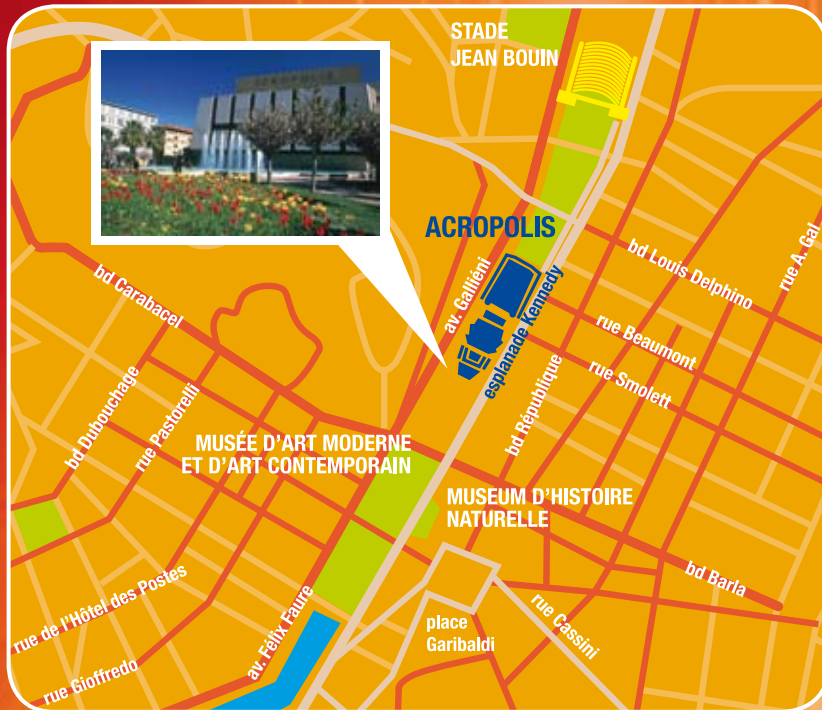 STADE
JEAN BOUIN
ACROPOLIS
ACROPOLIS
av. Galliéni
esplanade Kennedy
bd Louis Delphino
rue A. Gal
bd Carabacel
rue Beaumont
rue Smolett
bd République
bd Dubouchage
rue Pastorelli
MUSÉE D'ART MODERNE
ET D'ART CONTEMPORAIN
MUSEUM D'HISTOIRE
NATURELLE
bd Barla
rue de l'Hôtel des Postes
rue Gioffredo
av. Félix Faure
place
Garibaldi
rue Cassini